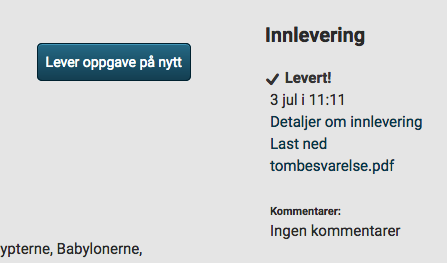 Innlevering
Lever oppgave på nytt
Levert!
3 jul i 11:11
Detaljer om innlevering
Last ned
tombesvarelse.pdf
Kommentarer:
Ingen kommentarer
ypterne, Babylonerne,